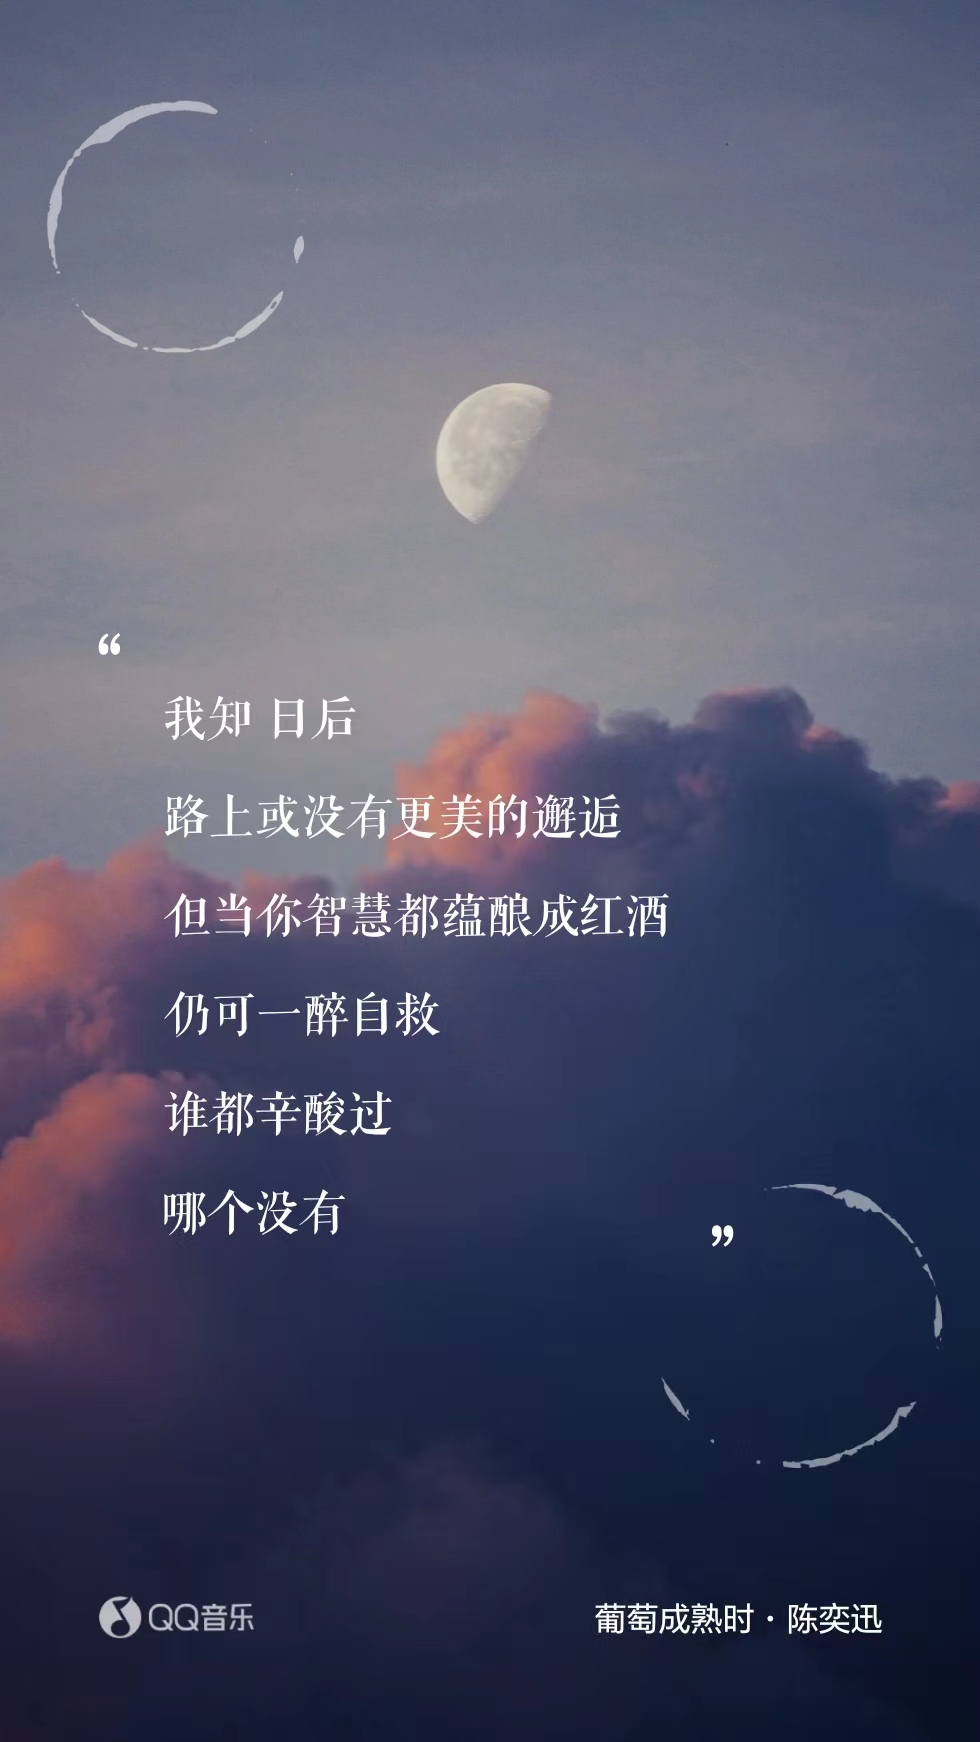 “
我知 日后
路上或没有更美的邂逅
但当你智慧都蕴酿成红酒
仍可一醉自救
谁都辛酸过
哪个没有
”
QQ音乐
葡萄成熟时·陈奕迅